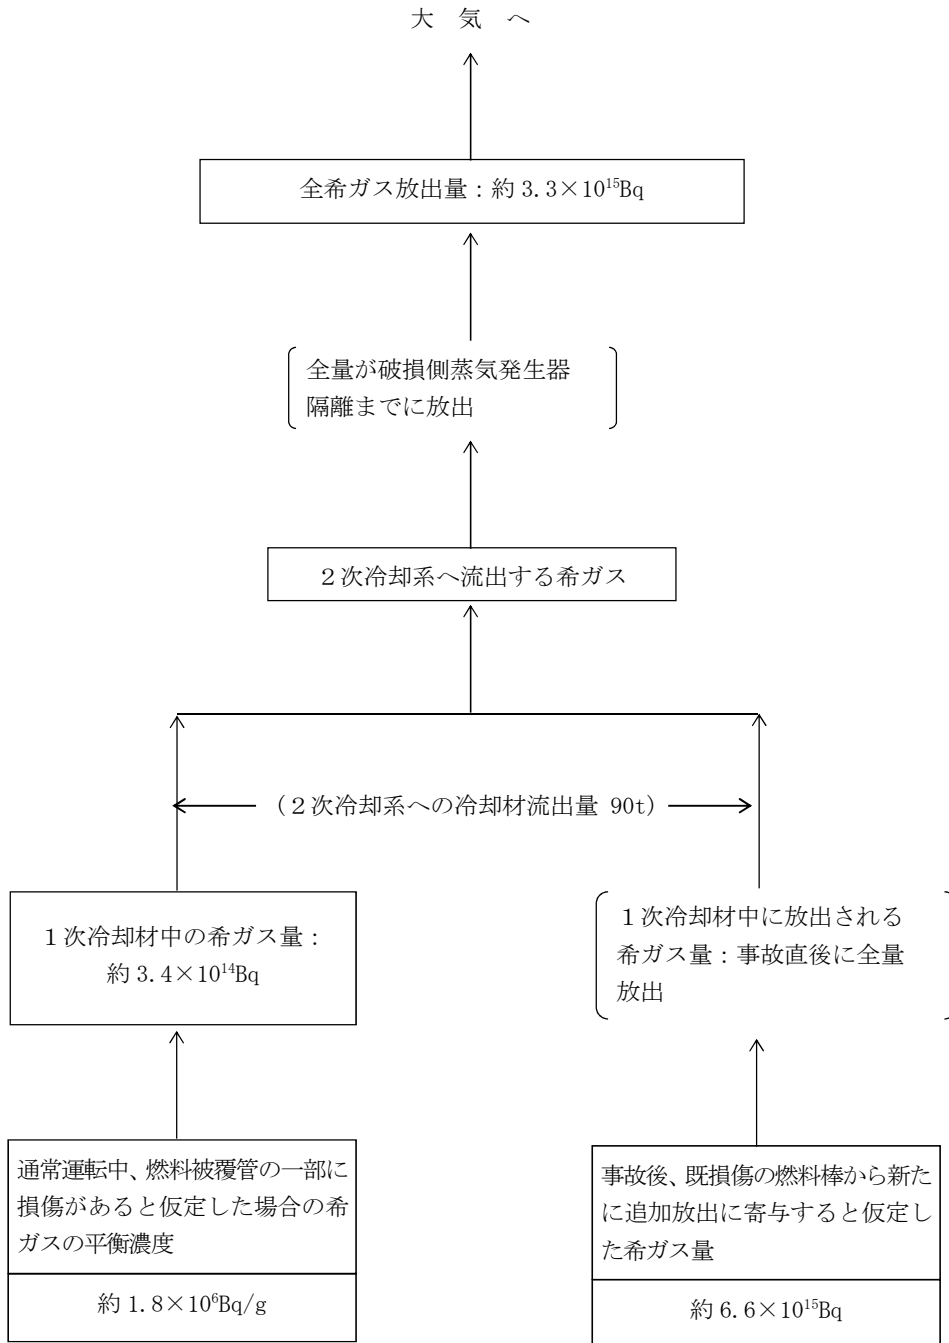 大 気 へ
全希ガス放出量：約 3.3×10¹⁵Bq
全量が破損側蒸気発生器
隔離までに放出
２次冷却系へ流出する希ガス
（２次冷却系への冷却材流出量 90t）
１次冷却材中の希ガス量：
約 3.4×10¹⁴Bq
１次冷却材中に放出される
希ガス量：事故直後に全量
放出
通常運転中、燃料被覆管の一部に
損傷があると仮定した場合の希
ガスの平衡濃度
約 1.8×10⁶Bq/g
事故後、既損傷の燃料棒から新た
に追加放出に寄与すると仮定し
た希ガス量
約 6.6×10¹⁵Bq